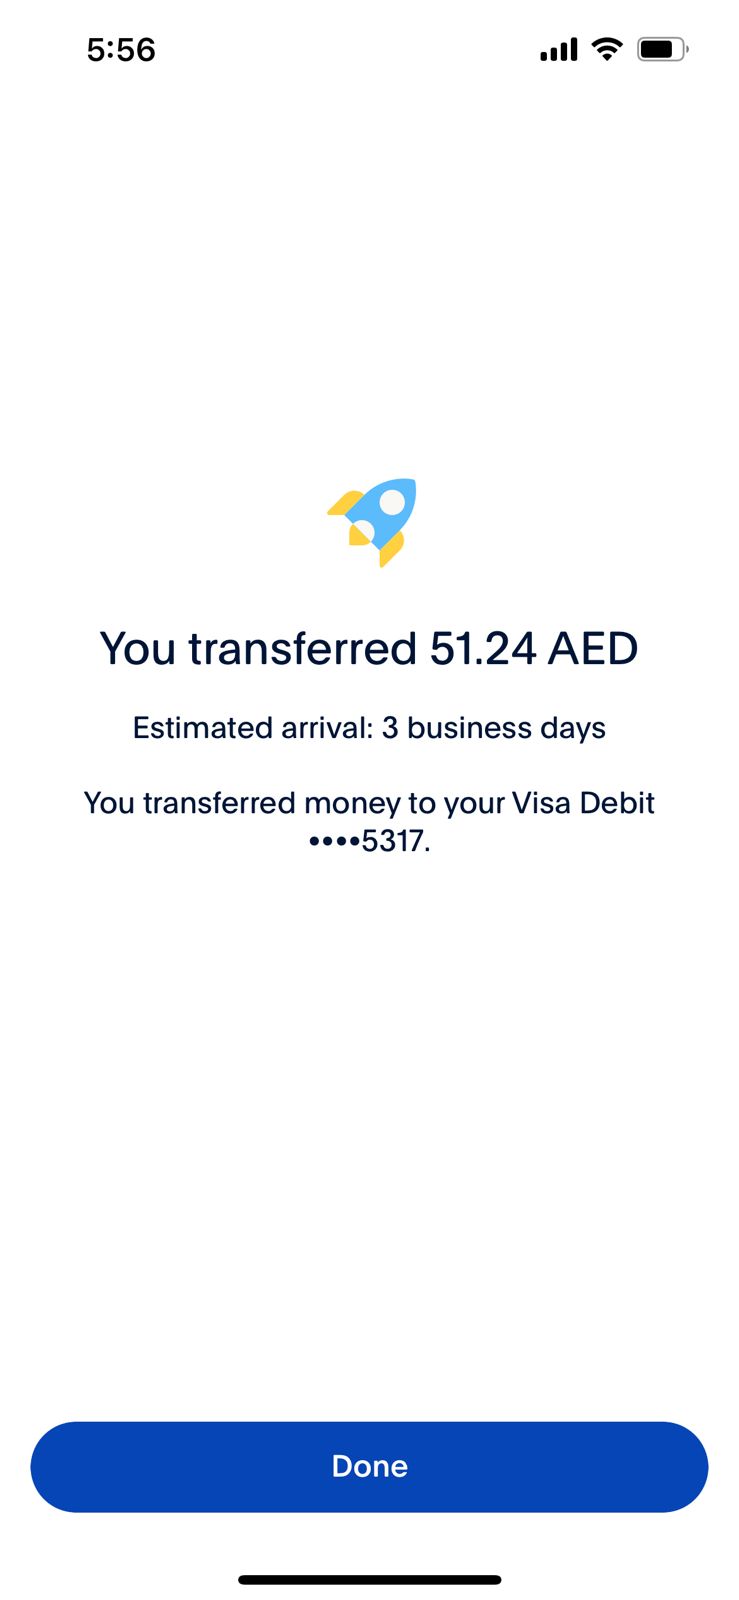 5:56
You transferred 51.24 AED
Estimated arrival: 3 business days
You transferred money to your Visa Debit
••••5317.
Done